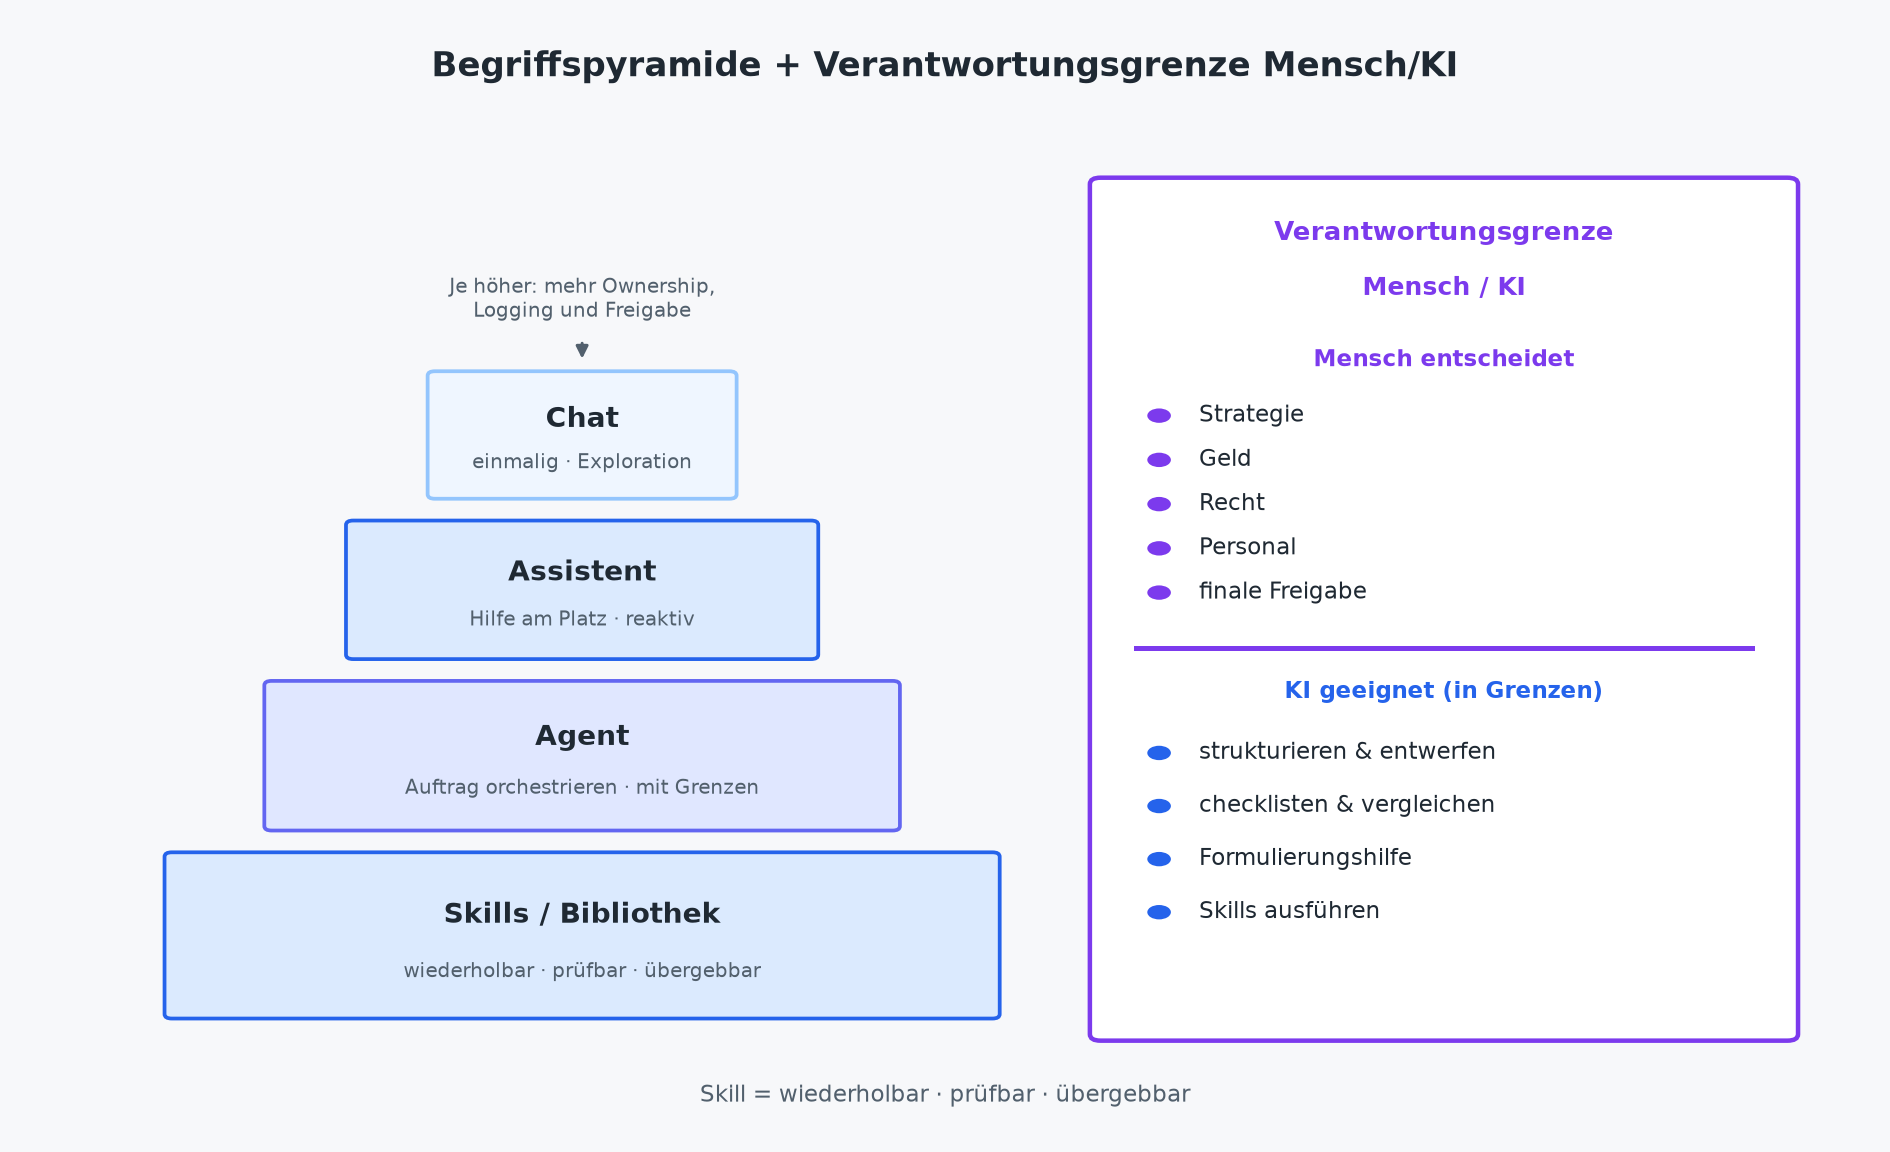 Begriffspyramide + Verantwortungsgrenze Mensch/KI
Je höher: mehr Ownership,
Logging und Freigabe
Chat
einmalig · Exploration
Assistent
Hilfe am Platz · reaktiv
Agent
Auftrag orchestrieren · mit Grenzen
Skills / Bibliothek
wiederholbar · prüfbar · übergebbar
Verantwortungsgrenze
Mensch / KI
Mensch entscheidet
Strategie
Geld
Recht
Personal
finale Freigabe
KI geeignet (in Grenzen)
strukturieren & entwerfen
checklisten & vergleichen
Formulierungshilfe
Skills ausführen
Skill = wiederholbar · prüfbar · übergebbar